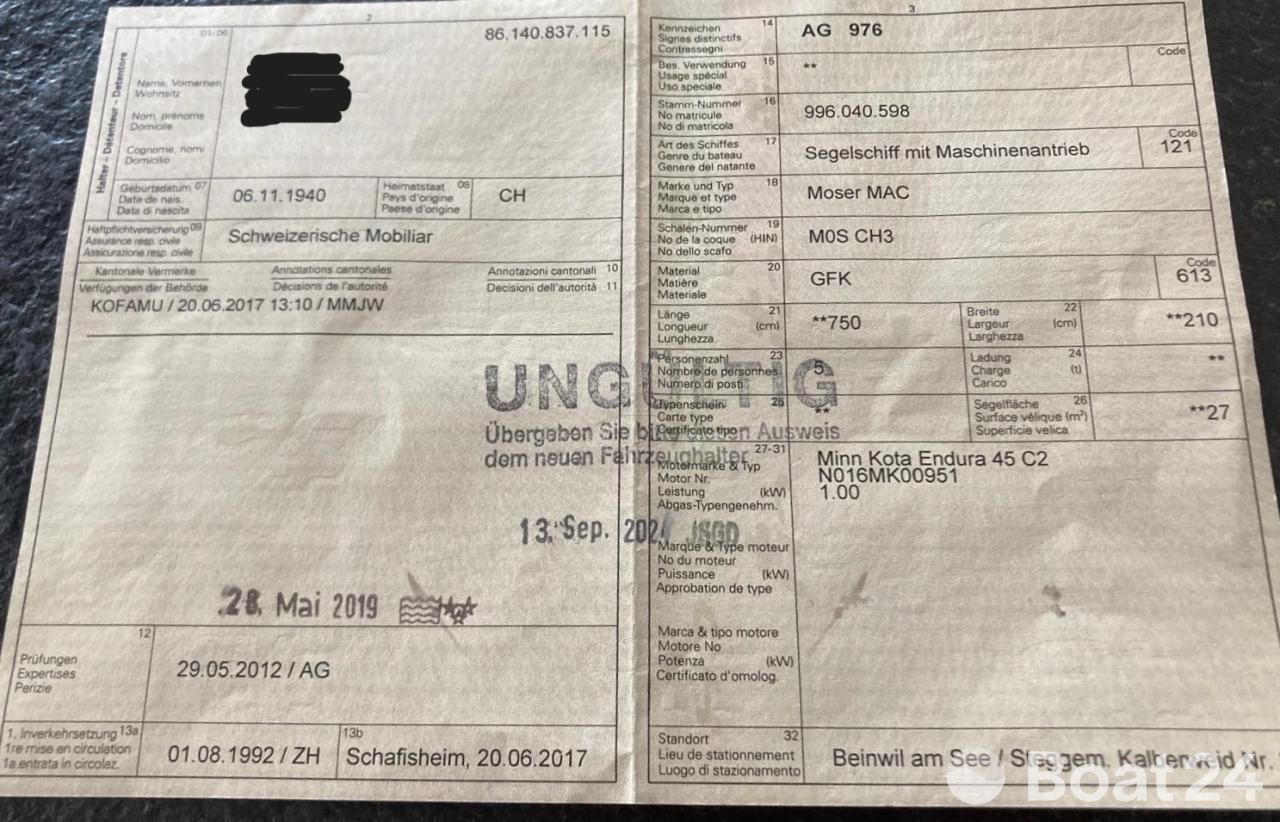 2
01-06
86.140.837.115
Halter – Détenteur – Detentore
Name, Vornamen
Wohnsitz
Nom, prénoms
Domicile
Cognome, nomi
Domicilio
Geburtsdatum 07
Date de nais.
Data di nascita
06.11.1940
Heimatstaat 08
Pays d'origine
Paese d'origine
CH
Haftpflichtversicherung 09
Assurance resp. civile
Assicurazione resp. civile
Schweizerische Mobiliar
Kantonale Vermerke Annotations cantonales Annotazioni cantonali 10
Verfügungen der Behörde Décisions de l'autorité Decisioni dell'autorità 11
KOFAMU / 20.06.2017 13:10 / MMJW
UNGÜLTIG
Übergeben Sie bitte diesen Ausweis
dem neuen Fahrzeughalter
13. Sep. 2024 JSGD
28. Mai 2019
12
Prüfungen
Expertises
Perizie
29.05.2012 / AG
1. Inverkehrsetzung 13a
1re mise en circulation
1a entrata in circolaz.
01.08.1992 / ZH
13b
Schafisheim, 20.06.2017
3
Kennzeichen 14
Signes distinctifs
Contrassegni
AG 976
Bes. Verwendung 15
Usage spécial
Uso speciale
**
Code
Stamm-Nummer 16
No matricule
No di matricola
996.040.598
Art des Schiffes 17
Genre du bateau
Genere del natante
Segelschiff mit Maschinenantrieb
Code
121
Marke und Typ 18
Marque et type
Marca e tipo
Moser MAC
Schalen-Nummer 19
No de la coque (HIN)
No dello scafo
M0S CH3
Material 20
Matière
Materiale
GFK
Code
613
Länge 21
Longueur (cm)
Lunghezza
**750
Breite 22
Largeur (cm)
Larghezza
**210
Personenzahl 23
Nombre de personnes
Numero di posti
5
Ladung 24
Charge (t)
Carico
**
Typenschein 25
Carte type
Certificato tipo
**
Segelfläche 26
Surface vélique (m²)
Superficie velica
**27
27-31
Motormarke & Typ
Motor Nr.
Leistung (kW)
Abgas-Typengenehm.
Minn Kota Endura 45 C2
N016MK00951
1.00
Marque & Type moteur
No du moteur
Puissance (kW)
Approbation de type
Marca & tipo motore
Motore No
Potenza (kW)
Certificato d'omolog.
Standort 32
Lieu de stationnement
Luogo di stazionamento
Beinwil am See / Steggem. Kalberweid Nr.
Boat24